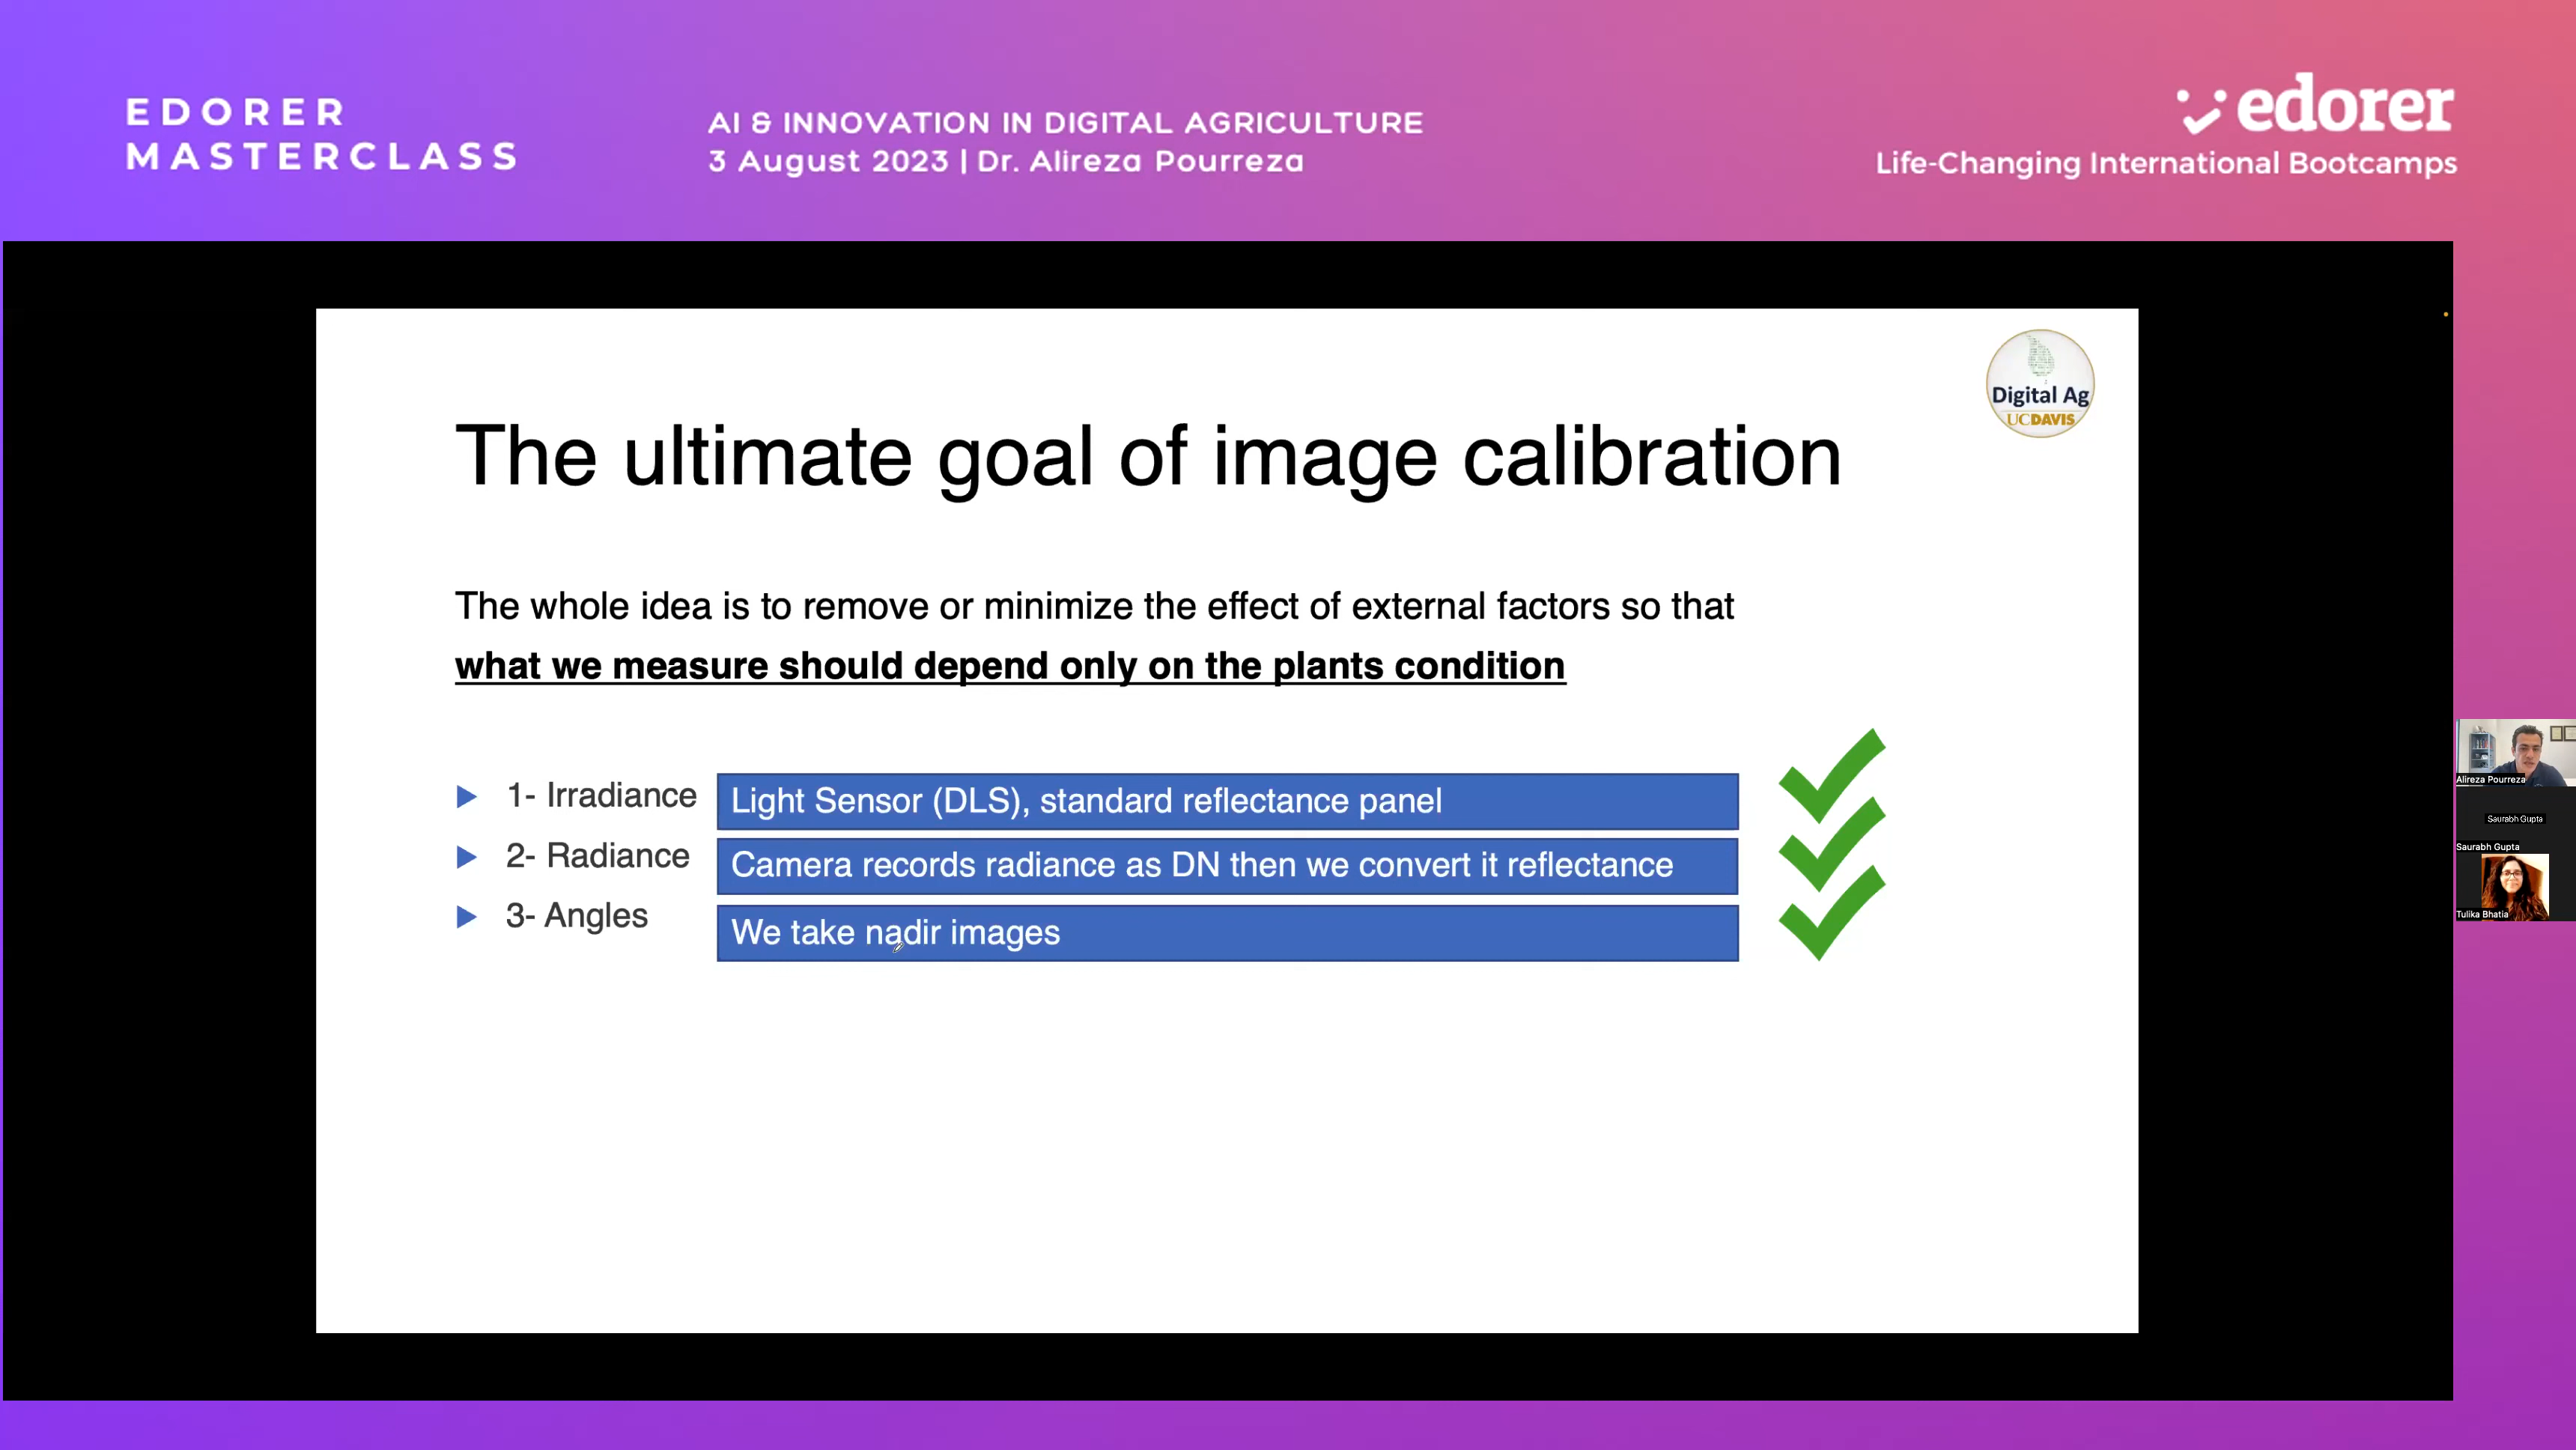 EDORER
MASTERCLASS
AI & INNOVATION IN DIGITAL AGRICULTURE
3 August 2023 | Dr. Alireza Pourreza
edorer
Life-Changing International Bootcamps
Digital Ag
UCDAVIS
The ultimate goal of image calibration
The whole idea is to remove or minimize the effect of external factors so that
what we measure should depend only on the plants condition
1- Irradiance
Light Sensor (DLS), standard reflectance panel
2- Radiance
Camera records radiance as DN then we convert it reflectance
3- Angles
We take nadir images
Alireza Pourreza
Saurabh Gupta
Saurabh Gupta
Tulika Bhatia